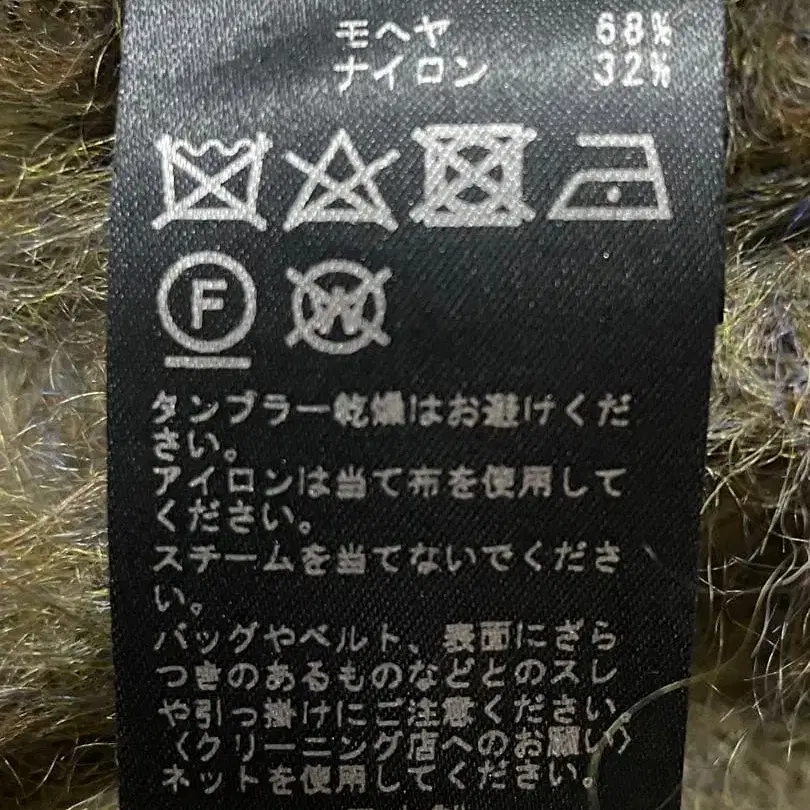 モヘヤ 68%
ナイロン 32%
F W
タンブラー乾燥はお避けくだ
さい。
アイロンは当て布を使用して
ください。
スチームを当てないでくださ
い。
バッグやベルト、表面にざら
つきのあるものなどとのスレ
や引っ掛けにご注意ください。
〈クリーニング店へのお願い〉
ネットを使用してください。